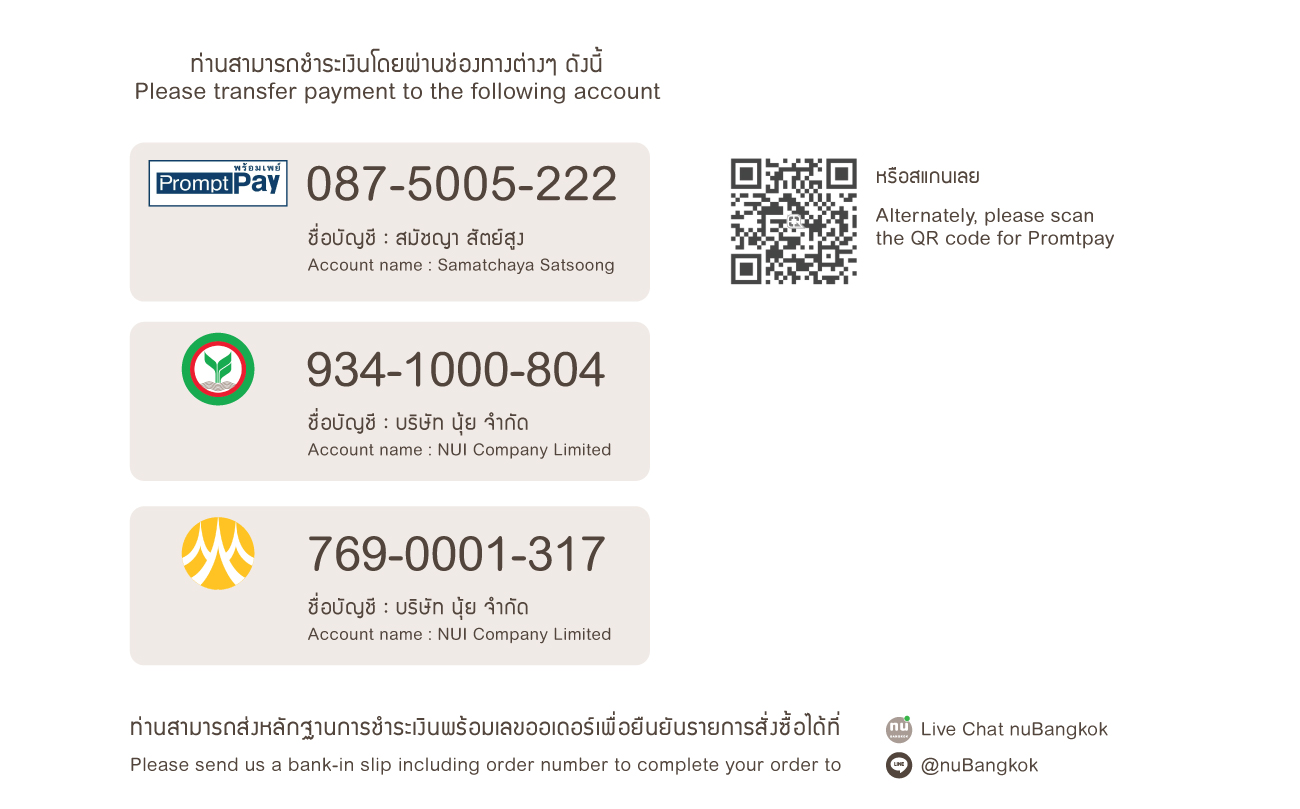 ท่านสามารถชำระเงินโดยผ่านช่องทางต่างๆ ดังนี้
Please transfer payment to the following account
พร้อมเพย์
PromptPay
087-5005-222
ชื่อบัญชี : สมัชญา สัตย์สูง
Account name : Samatchaya Satsoong
หรือสแกนเลย
Alternately, please scan
the QR code for Promtpay
934-1000-804
ชื่อบัญชี : บริษัท นุ้ย จำกัด
Account name : NUI Company Limited
769-0001-317
ชื่อบัญชี : บริษัท นุ้ย จำกัด
Account name : NUI Company Limited
ท่านสามารถส่งหลักฐานการชำระเงินพร้อมเลขออเดอร์เพื่อยืนยันรายการสั่งซื้อได้ที่
Please send us a bank-in slip including order number to complete your order to
nu
BANGKOK
Live Chat nuBangkok
LINE
@nuBangkok